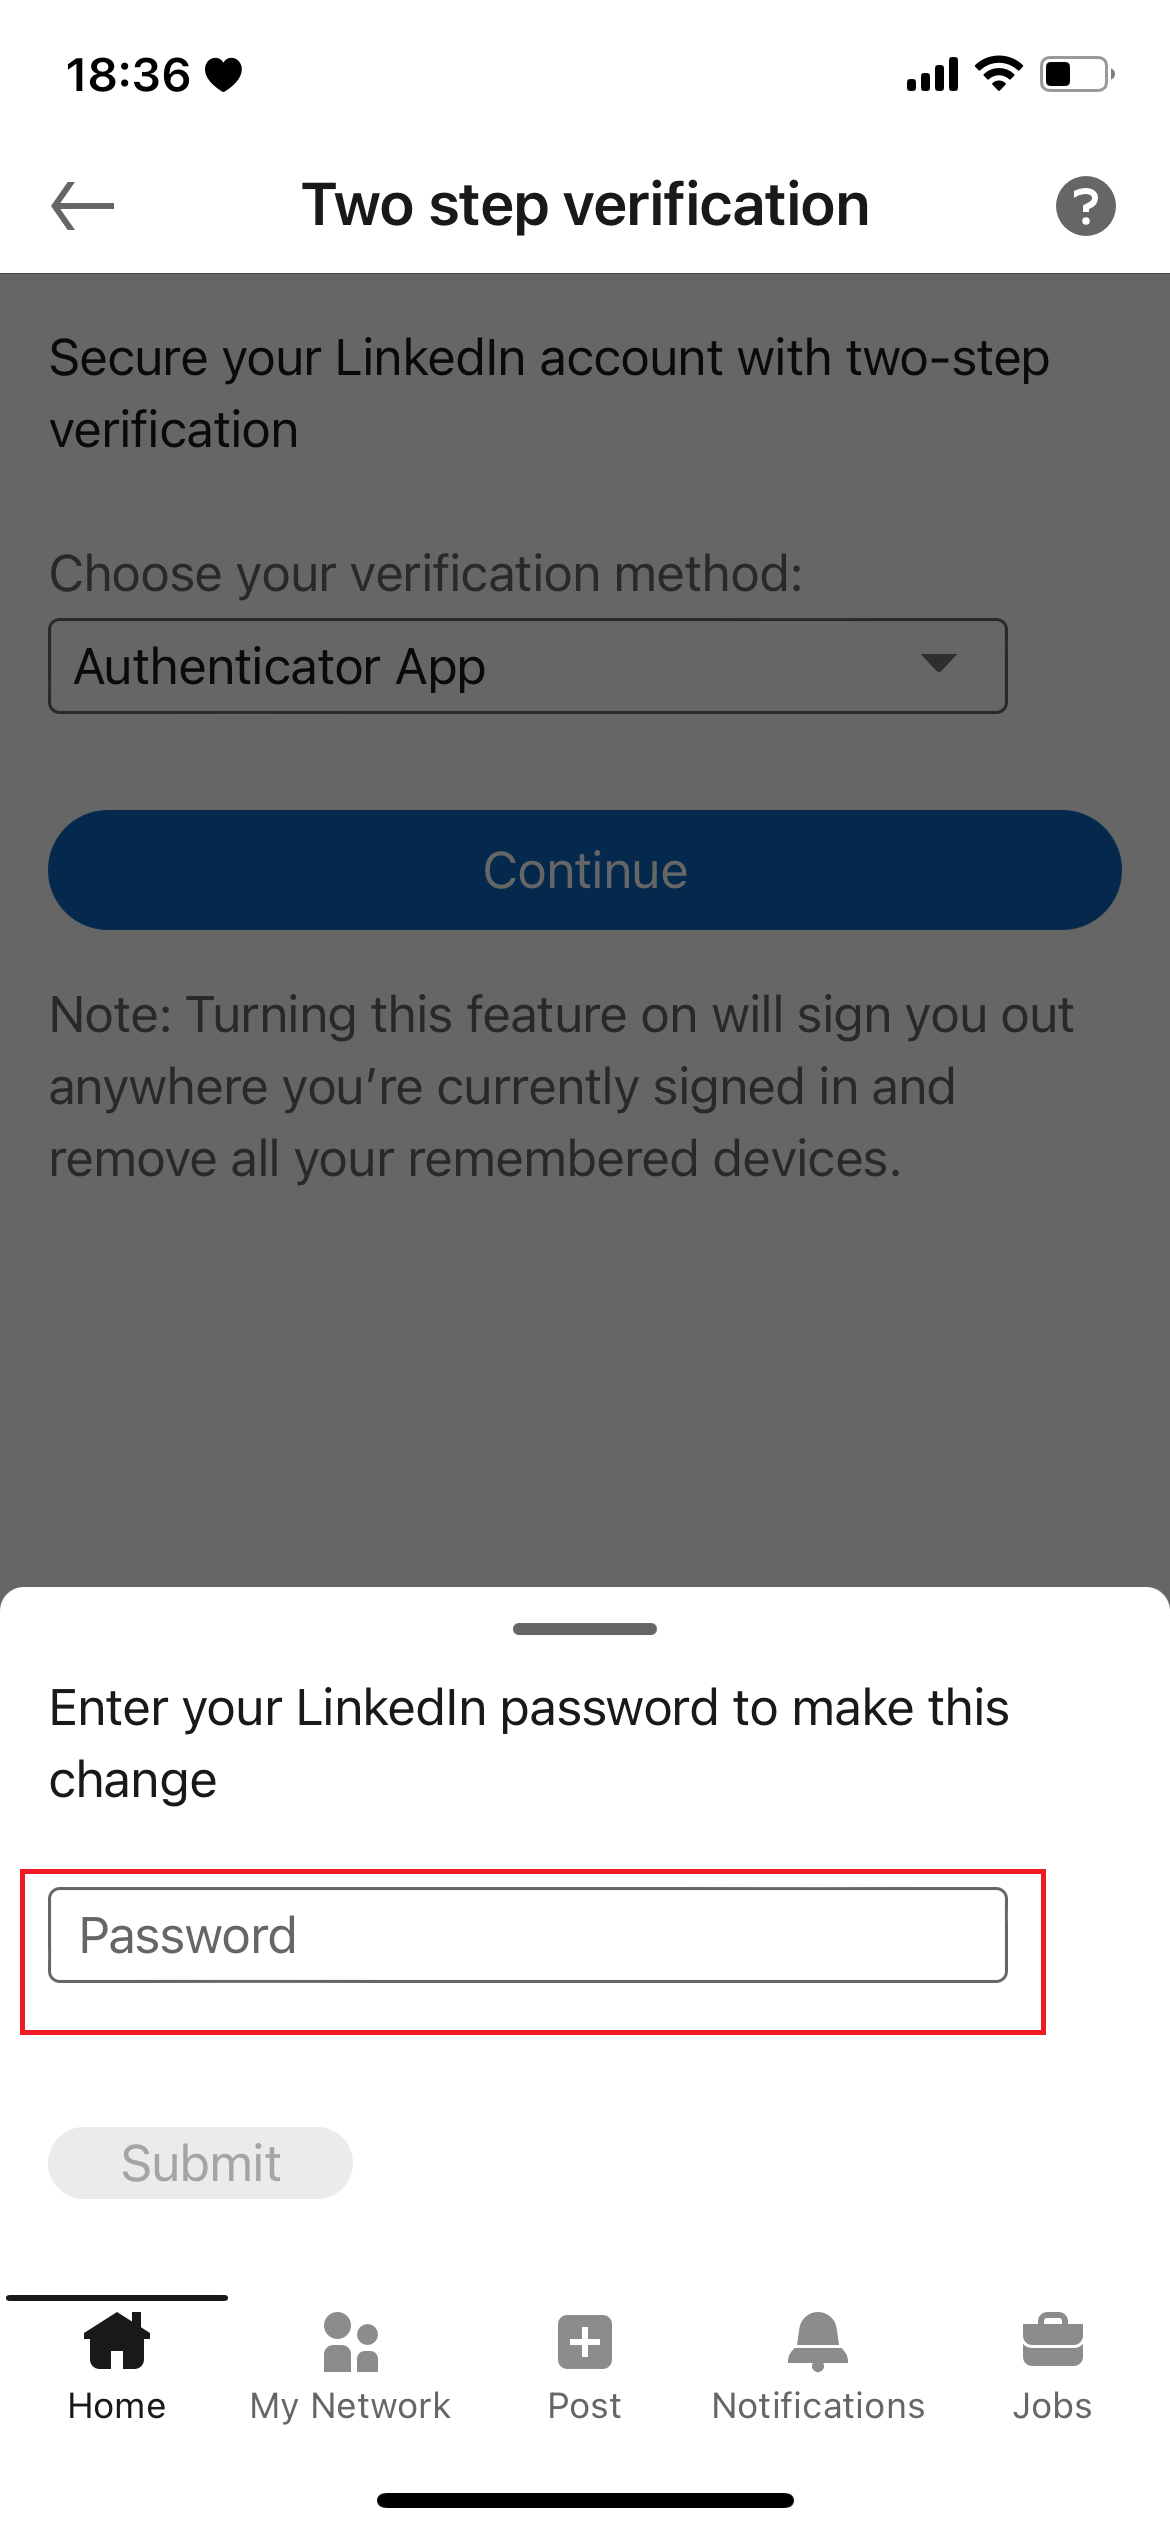 18:36
Two step verification
?
Secure your LinkedIn account with two-step
verification
Choose your verification method:
Authenticator App
Continue
Note: Turning this feature on will sign you out
anywhere you’re currently signed in and
remove all your remembered devices.
Enter your LinkedIn password to make this
change
Password
Submit
Home
My Network
Post
Notifications
Jobs